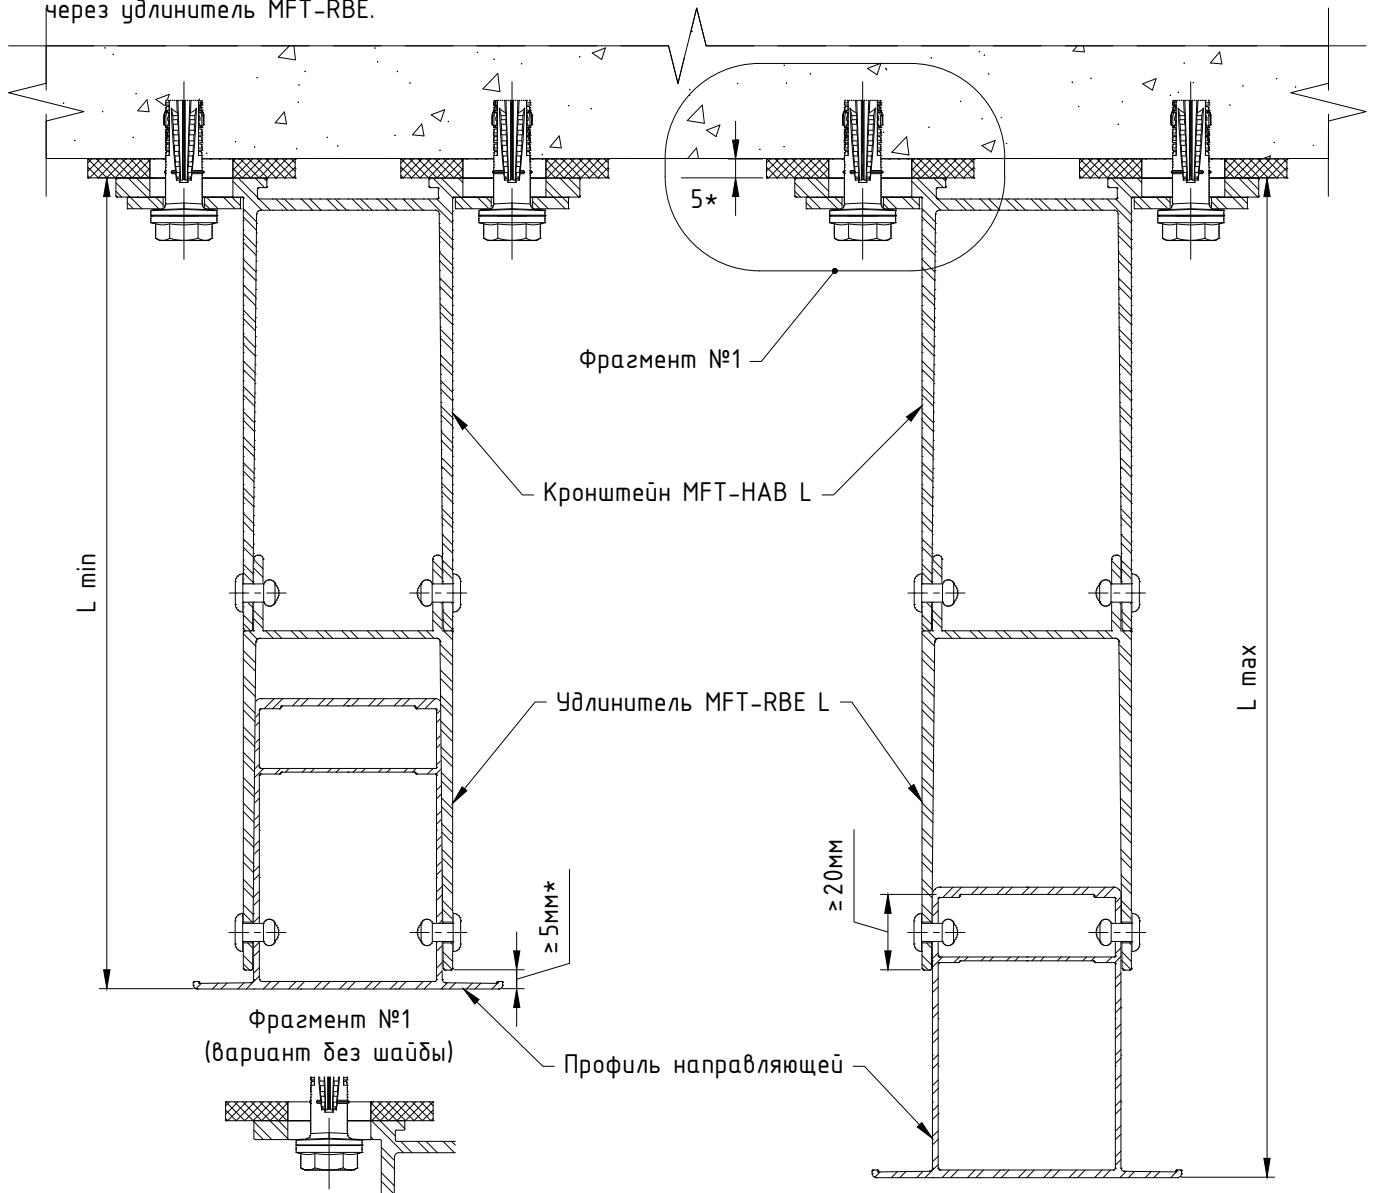 через удлинитель MFT-RBE.
5*
Фрагмент №1
Кронштейн MFT-HAB L
L min
Удлинитель MFT-RBE L
L max
≥20мм
≥5мм*
Фрагмент №1
(вариант без шайбы)
Профиль направляющей